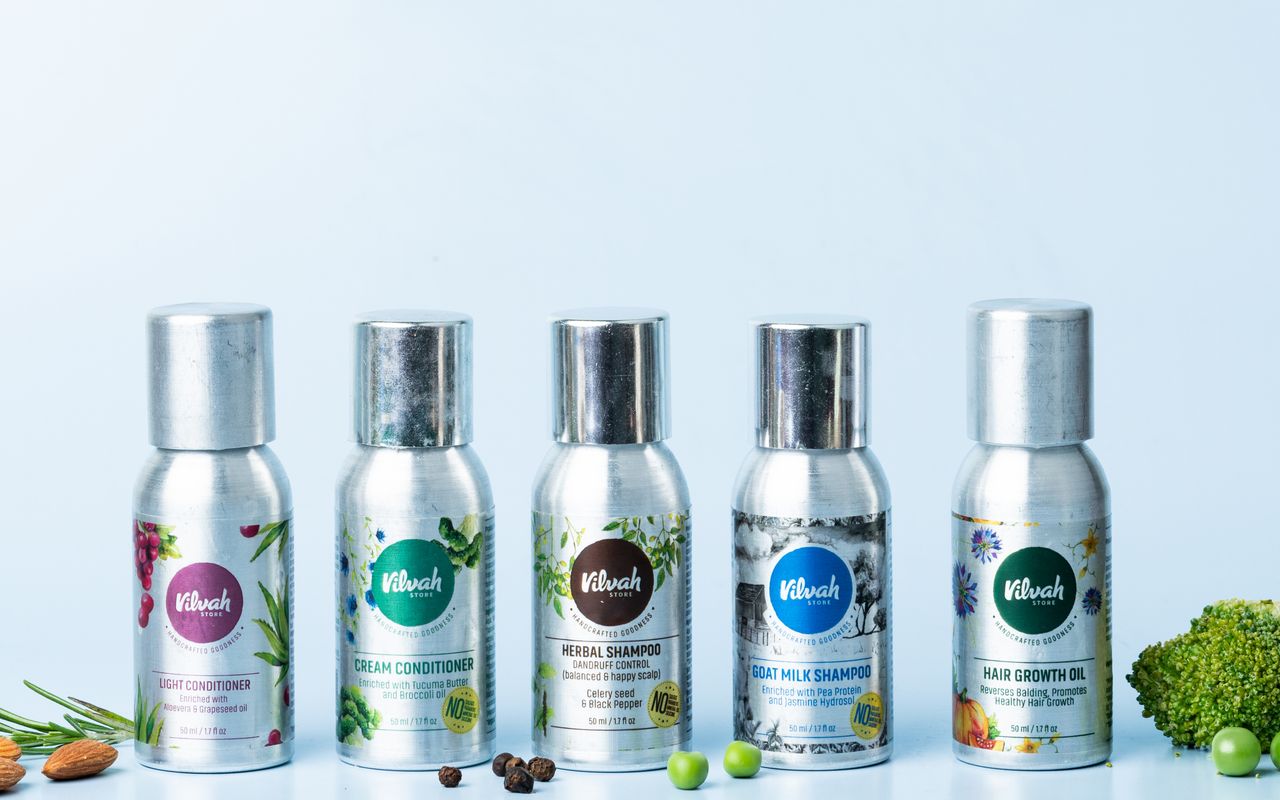 Vilvah
STORE
HANDCRAFTED GOODNESS
LIGHT CONDITIONER
Enriched with
Aloevera & Grapeseed oil
50 ml / 1.7 fl oz
Vilvah
STORE
HANDCRAFTED GOODNESS
CREAM CONDITIONER
Enriched with Tucuma Butter
and Broccoli oil
NO
50 ml / 1.7 fl oz
Vilvah
STORE
HANDCRAFTED GOODNESS
HERBAL SHAMPOO
DANDRUFF CONTROL
(balanced & happy scalp)
Celery seed
& Black Pepper
NO
50 ml / 1.7 fl oz
Vilvah
STORE
HANDCRAFTED GOODNESS
GOAT MILK SHAMPOO
Enriched with Pea Protein
and Jasmine Hydrosol
NO
50 ml / 1.7 fl oz
Vilvah
STORE
HANDCRAFTED GOODNESS
HAIR GROWTH OIL
Reverses Balding, Promotes
Healthy Hair Growth
50 ml / 1.7 fl oz